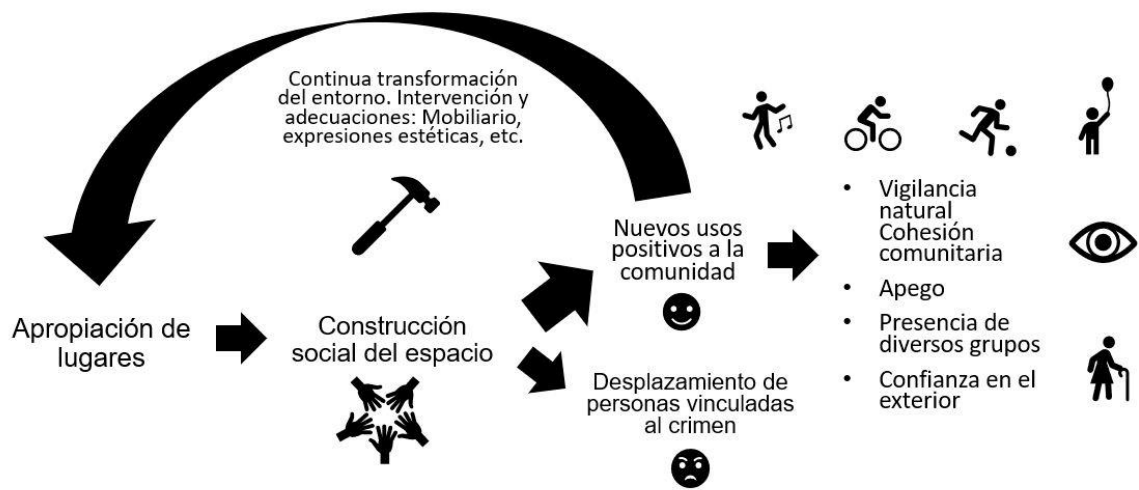 Continua transformación
del entorno. Intervención y
adecuaciones: Mobiliario,
expresiones estéticas, etc.
Apropiación de
lugares
Construcción
social del espacio
Nuevos usos
positivos a la
comunidad
Desplazamiento de
personas vinculadas
al crimen
• Vigilancia
natural
Cohesión
comunitaria
• Apego
• Presencia de
diversos grupos
• Confianza en el
exterior